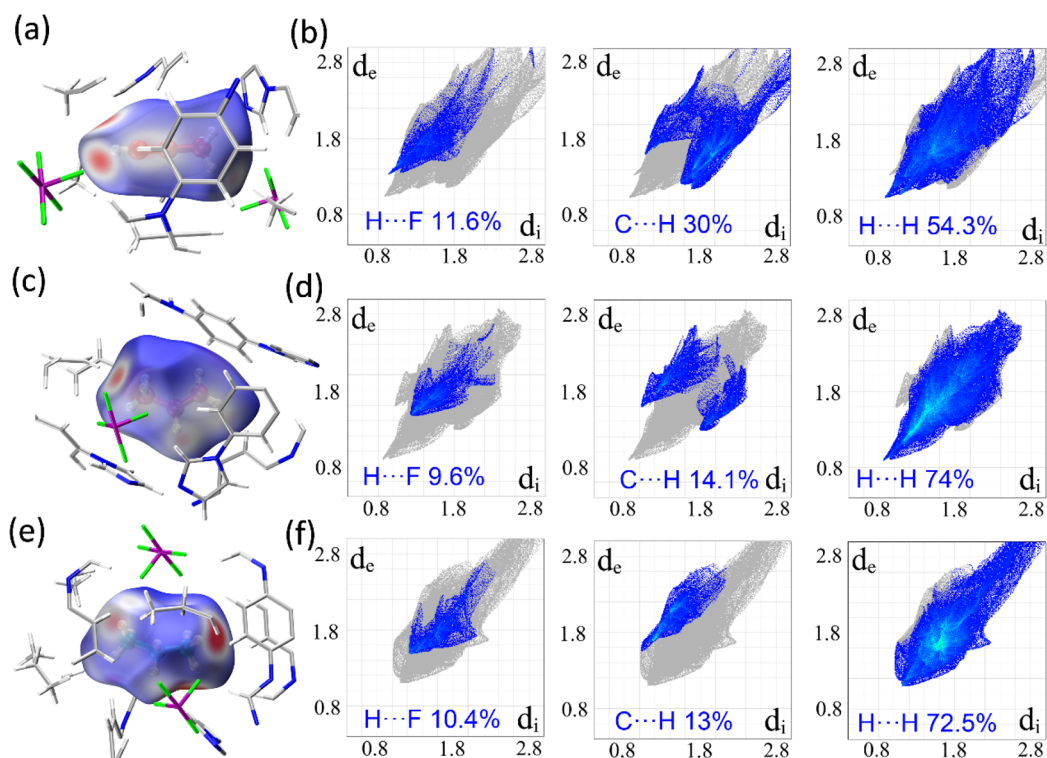 (a) (b)
de de de
2.8 2.8 2.8
1.8 1.8 1.8
0.8 0.8 0.8
H···F 11.6% di C···H 30% di H···H 54.3% di
0.8 1.8 2.8 0.8 1.8 2.8 0.8 1.8 2.8
(c) (d)
de de de
2.8 2.8 2.8
1.8 1.8 1.8
0.8 0.8 0.8
H···F 9.6% di C···H 14.1% di H···H 74% di
0.8 1.8 2.8 0.8 1.8 2.8 0.8 1.8 2.8
(e) (f)
de de de
2.8 2.8 2.8
1.8 1.8 1.8
0.8 0.8 0.8
H···F 10.4% di C···H 13% di H···H 72.5% di
0.8 1.8 2.8 0.8 1.8 2.8 0.8 1.8 2.8